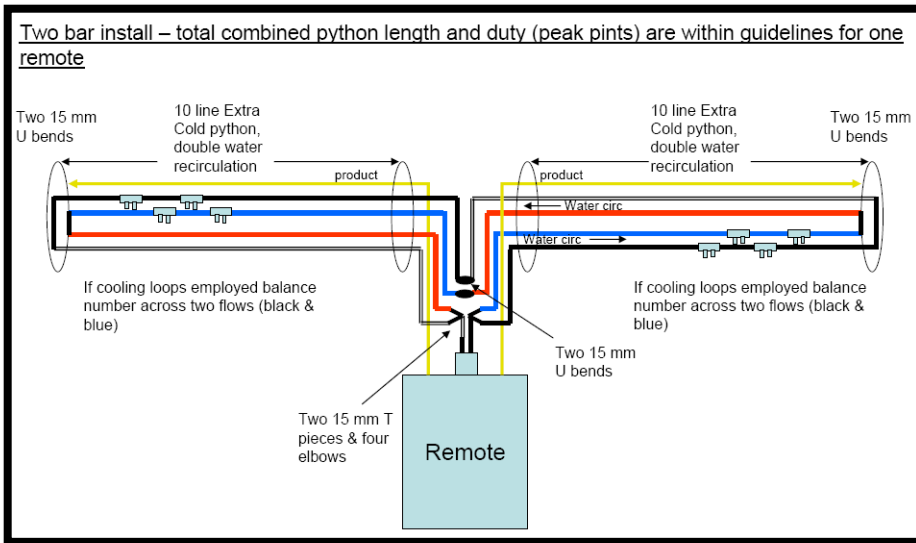 Two bar install – total combined python length and duty (peak pints) are within guidelines for one
remote
Two 15 mm
U bends
10 line Extra
Cold python,
double water
recirculation
10 line Extra
Cold python,
double water
recirculation
Two 15 mm
U bends
product
product
Water circ
Water circ
If cooling loops employed balance
number across two flows (black &
blue)
If cooling loops employed balance
number across two flows (black &
blue)
Two 15 mm
U bends
Two 15 mm T
pieces & four
elbows
Remote